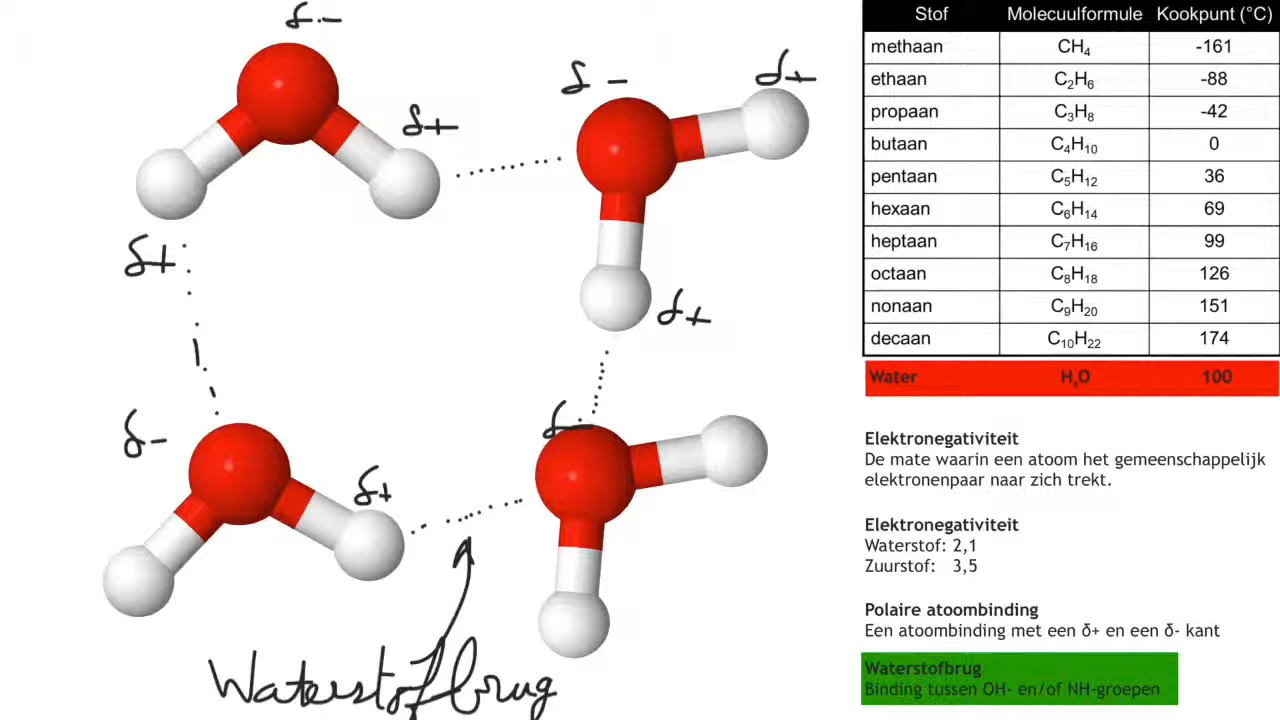 δ-
δ+
δ-
δ+
δ+
δ+
δ-
δ+
δ-
Waterstofbrug
Stof Molecuulformule Kookpunt (°C)
methaan CH₄ -161
ethaan C₂H₆ -88
propaan C₃H₈ -42
butaan C₄H₁₀ 0
pentaan C₅H₁₂ 36
hexaan C₆H₁₄ 69
heptaan C₇H₁₆ 99
octaan C₈H₁₈ 126
nonaan C₉H₂₀ 151
decaan C₁₀H₂₂ 174
Water H₂O 100
Elektronegativiteit
De mate waarin een atoom het gemeenschappelijk
elektronenpaar naar zich trekt.
Elektronegativiteit
Waterstof: 2,1
Zuurstof: 3,5
Polaire atoombinding
Een atoombinding met een δ+ en een δ- kant
Waterstofbrug
Binding tussen OH- en/of NH-groepen